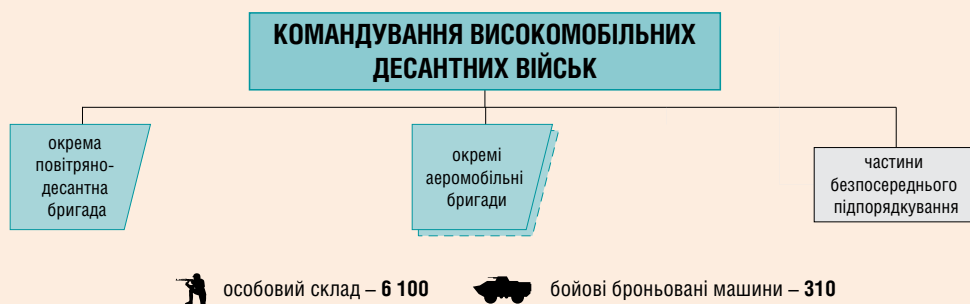 КОМАНДУВАННЯ ВИСОКОМОБІЛЬНИХ
ДЕСАНТНИХ ВІЙСЬК
окрема
повітряно-
десантна
бригада
окремі
аеромобільні
бригади
частини
безпосереднього
підпорядкування
особовий склад – 6 100
бойові броньовані машини – 310